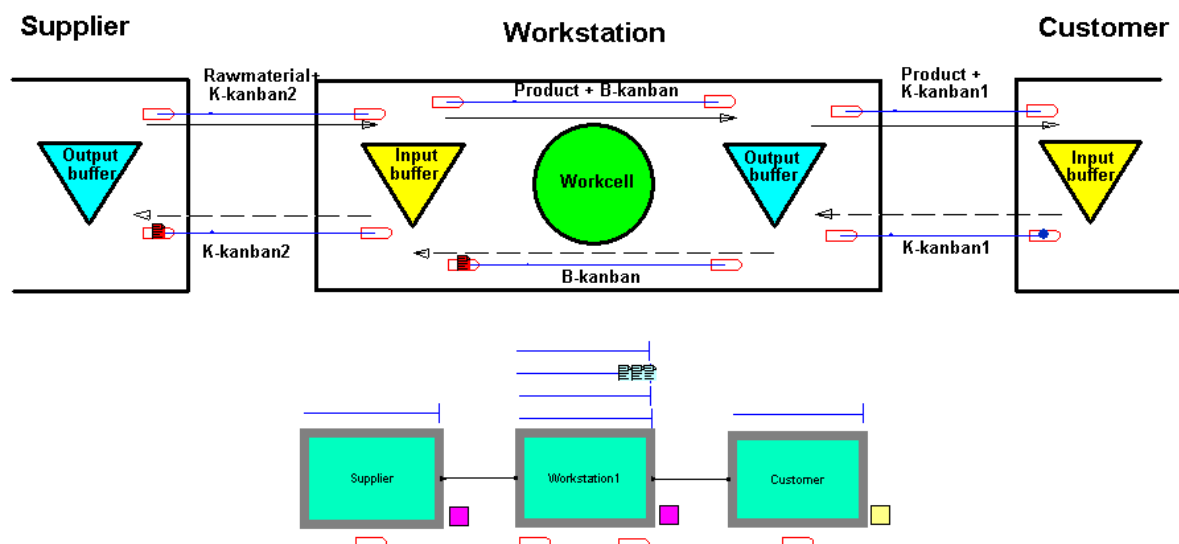 Supplier
Workstation
Customer
Rawmaterial+
K-kanban2
Product + B-kanban
Product +
K-kanban1
Output
buffer
Input
buffer
Workcell
Output
buffer
Input
buffer
K-kanban2
B-kanban
K-kanban1
Supplier
Workstation1
Customer